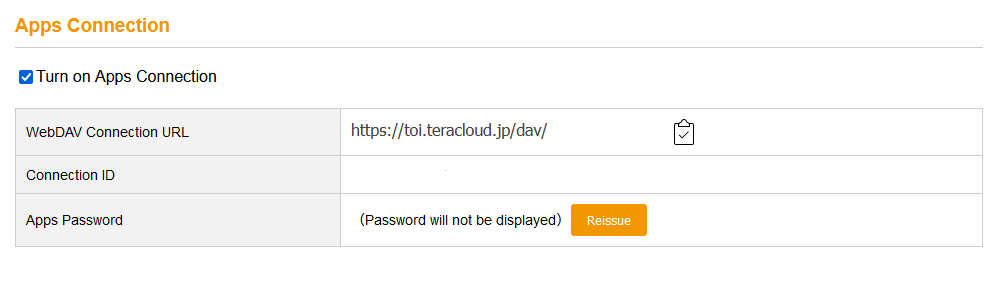 Apps Connection
Turn on Apps Connection
WebDAV Connection URL https://toi.teracloud.jp/dav/
Connection ID
Apps Password （Password will not be displayed） Reissue